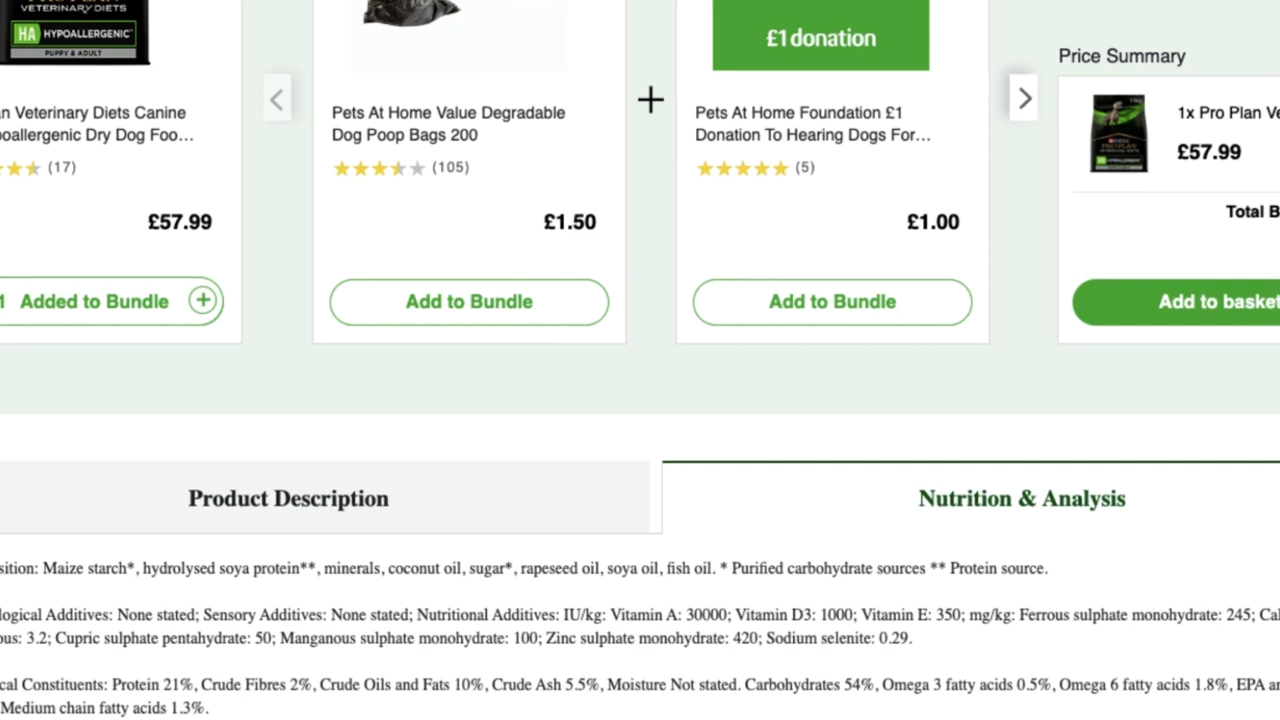 VETERINARY DIETS
HA HYPOALLERGENIC
PUPPY & ADULT
£1 donation
Price Summary
n Veterinary Diets Canine
oallergenic Dry Dog Foo...
(17)
£57.99
1 Added to Bundle +
Pets At Home Value Degradable
Dog Poop Bags 200
(105)
£1.50
Add to Bundle
+
Pets At Home Foundation £1
Donation To Hearing Dogs For...
(5)
£1.00
Add to Bundle
1x Pro Plan Ve
£57.99
Total B
Add to basket
Product Description
Nutrition & Analysis
sition: Maize starch*, hydrolysed soya protein**, minerals, coconut oil, sugar*, rapeseed oil, soya oil, fish oil. * Purified carbohydrate sources ** Protein source.
logical Additives: None stated; Sensory Additives: None stated; Nutritional Additives: IU/kg: Vitamin A: 30000; Vitamin D3: 1000; Vitamin E: 350; mg/kg: Ferrous sulphate monohydrate: 245; Cal
ous: 3.2; Cupric sulphate pentahydrate: 50; Manganous sulphate monohydrate: 100; Zinc sulphate monohydrate: 420; Sodium selenite: 0.29.
cal Constituents: Protein 21%, Crude Fibres 2%, Crude Oils and Fats 10%, Crude Ash 5.5%, Moisture Not stated. Carbohydrates 54%, Omega 3 fatty acids 0.5%, Omega 6 fatty acids 1.8%, EPA an
Medium chain fatty acids 1.3%.